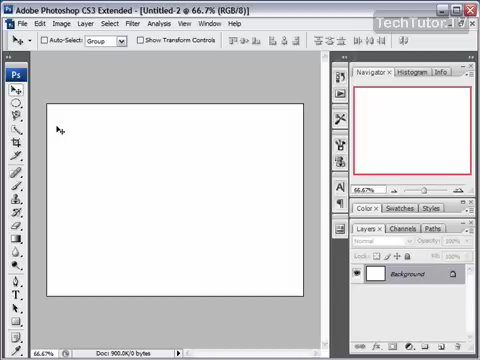 Adobe Photoshop CS3 Extended - [Untitled-2 @ 66.7% (RGB/8)]
TechTutor.
File Edit Image Layer Select Filter Analysis View Window Help
Auto-Select: Group Show Transform Controls
Ps
Navigator Histogram Info
66.67%
Color Swatches Styles
Layers Channels Paths
Normal Opacity: 100%
Lock: Fill: 100%
Background
A
T
66.67% Doc: 900.0K/0 bytes